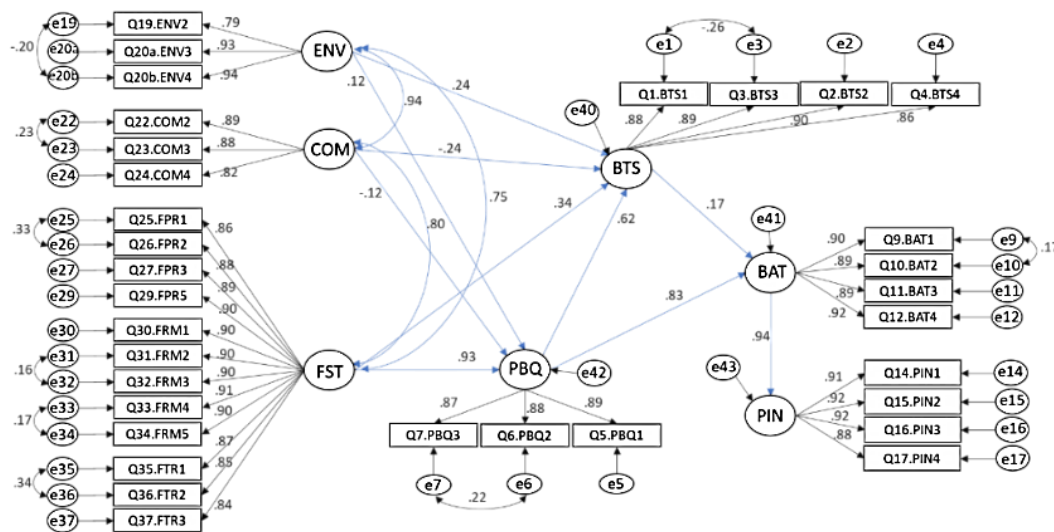 e19 Q19.ENV2 .79
-.20 e20a Q20a.ENV3 .93 ENV
e20b Q20b.ENV4 .94
.12 .24 .94
e22 Q22.COM2 .89
.23 e23 Q23.COM3 .88 COM
e24 Q24.COM4 .82
-.24 -.12 .80 .75 .34 .62
e1 -.26 e3 e2 e4
Q1.BTS1 Q3.BTS3 Q2.BTS2 Q4.BTS4
.88 .89 .90 .86
e40 BTS
.17
e25 Q25.FPR1 .86
.33 e26 Q26.FPR2 .88
e27 Q27.FPR3 .89
e29 Q29.FPR5 .90
e30 Q30.FRM1 .90
e31 Q31.FRM2 .90
.16 e32 Q32.FRM3 .90
e33 Q33.FRM4 .91
.17 e34 Q34.FRM5 .90
e35 Q35.FTR1 .87
.34 e36 Q36.FTR2 .85
e37 Q37.FTR3 .84
FST .93 PBQ e42
.83
.87 .88 .89
Q7.PBQ3 Q6.PBQ2 Q5.PBQ1
e7 e6 e5
.22
e41 BAT
.90 Q9.BAT1 e9
.89 Q10.BAT2 e10 .17
.89 Q11.BAT3 e11
.92 Q12.BAT4 e12
.94
e43 PIN
.91 Q14.PIN1 e14
.92 Q15.PIN2 e15
.92 Q16.PIN3 e16
.88 Q17.PIN4 e17